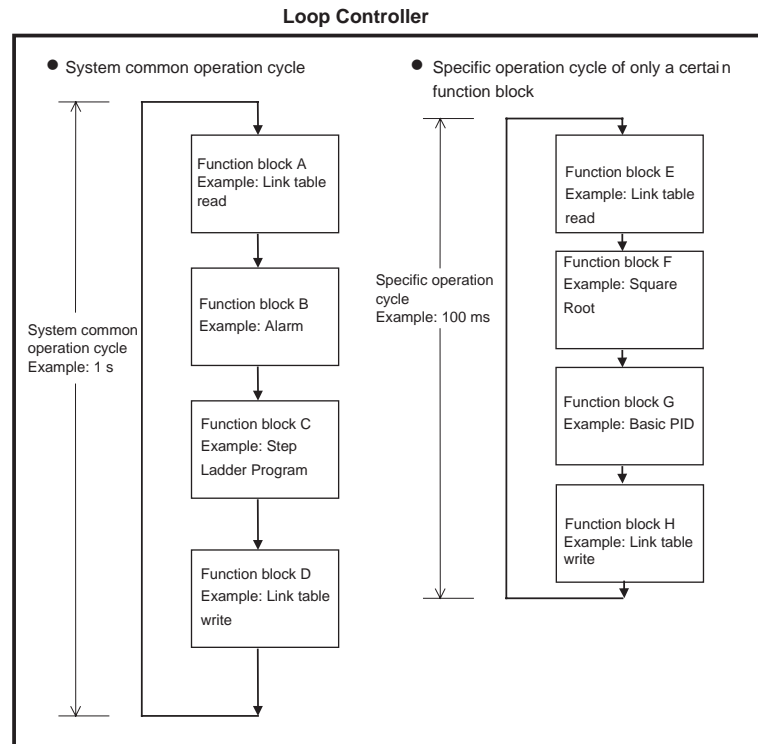 Loop Controller
● System common operation cycle
Function block A
Example: Link table
read
Function block B
Example: Alarm
System common
operation cycle
Example: 1 s
Function block C
Example: Step
Ladder Program
Function block D
Example: Link table
write
● Specific operation cycle of only a certain
function block
Function block E
Example: Link table
read
Function block F
Example: Square
Root
Specific operation
cycle
Example: 100 ms
Function block G
Example: Basic PID
Function block H
Example: Link table
write